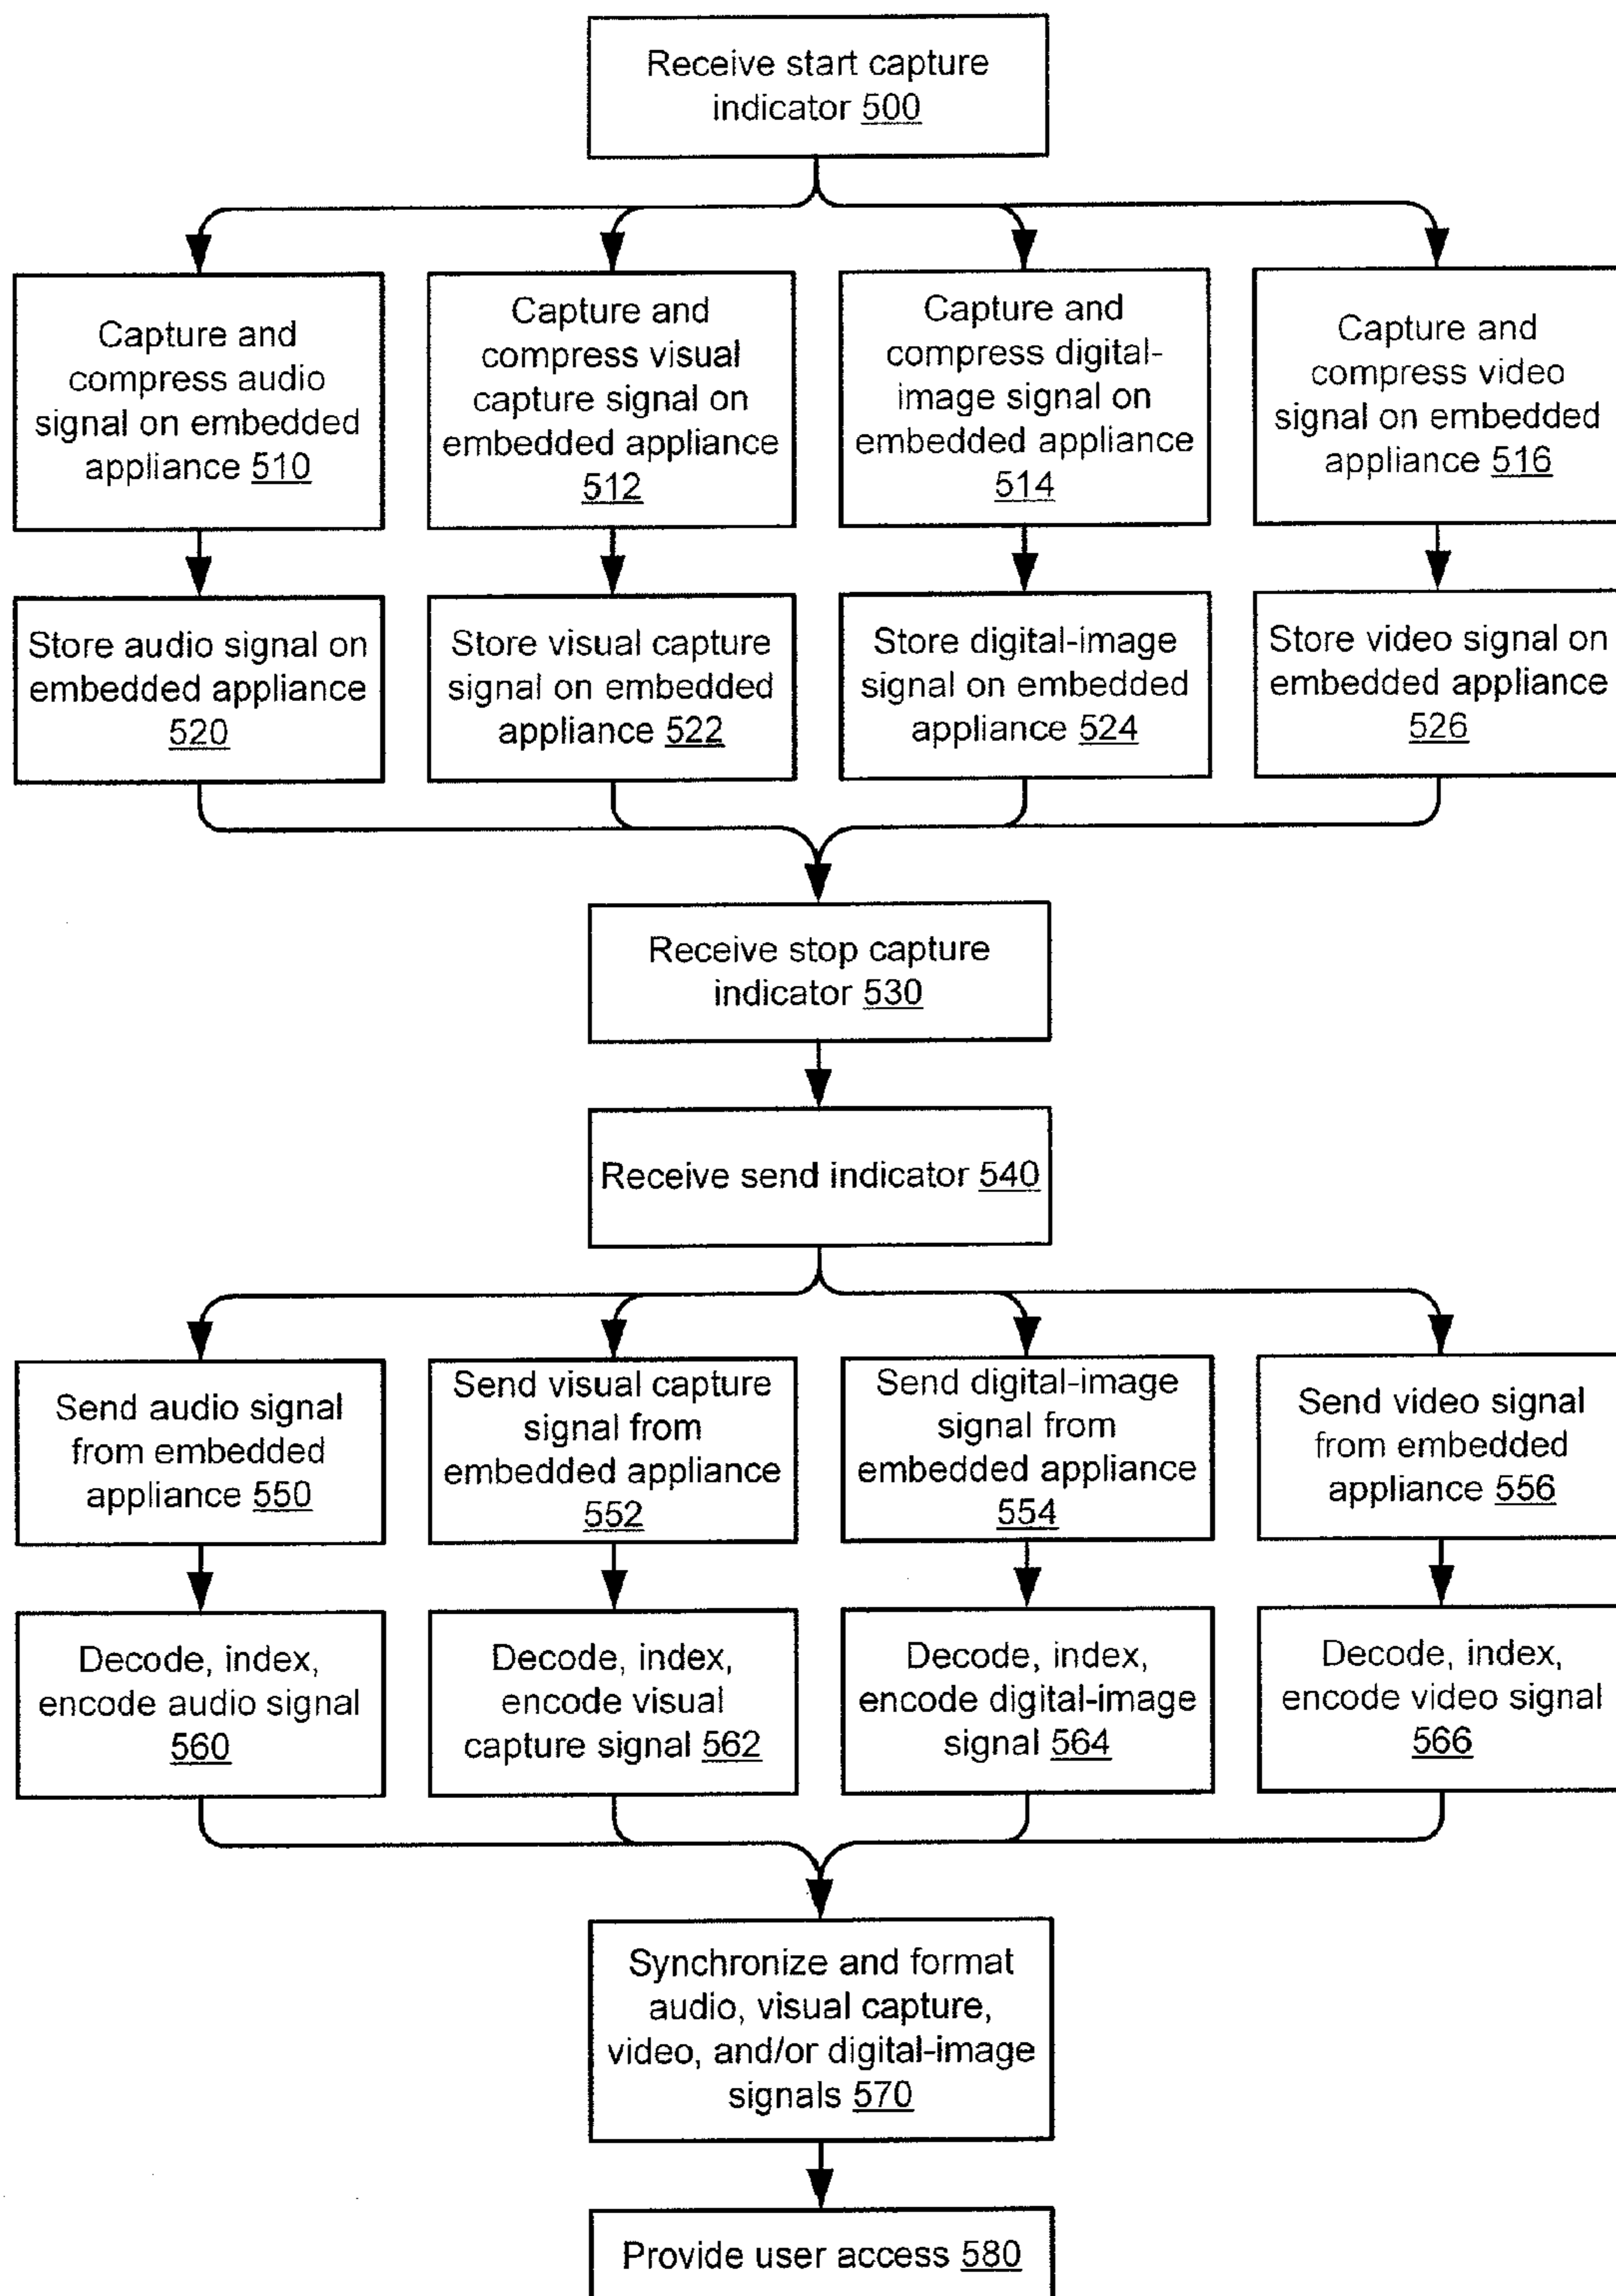 Receive start capture
indicator 500
Capture and
compress audio
signal on embedded
appliance 510
Capture and
compress visual
capture signal on
embedded appliance
512
Capture and
compress digital-
image signal on
embedded appliance
514
Capture and
compress video
signal on embedded
appliance 516
Store audio signal on
embedded appliance
520
Store visual capture
signal on embedded
appliance 522
Store digital-image
signal on embedded
appliance 524
Store video signal on
embedded appliance
526
Receive stop capture
indicator 530
Receive send indicator 540
Send audio signal
from embedded
appliance 550
Send visual capture
signal from
embedded appliance
552
Send digital-image
signal from
embedded appliance
554
Send video signal
from embedded
appliance 556
Decode, index,
encode audio signal
560
Decode, index,
encode visual
capture signal 562
Decode, index,
encode digital-image
signal 564
Decode, index,
encode video signal
566
Synchronize and format
audio, visual capture,
video, and/or digital-image
signals 570
Provide user access 580